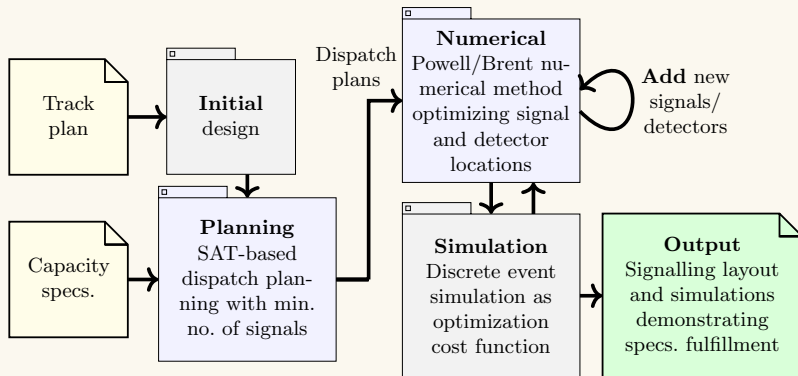 Track
plan
Initial
design
Capacity
specs.
Planning
SAT-based
dispatch plan-
ning with min.
no. of signals
Dispatch
plans
Numerical
Powell/Brent nu-
merical method
optimizing signal
and detector
locations
Add new
signals/
detectors
Simulation
Discrete event
simulation as
optimization
cost function
Output
Signalling layout
and simulations
demonstrating
specs. fulfillment